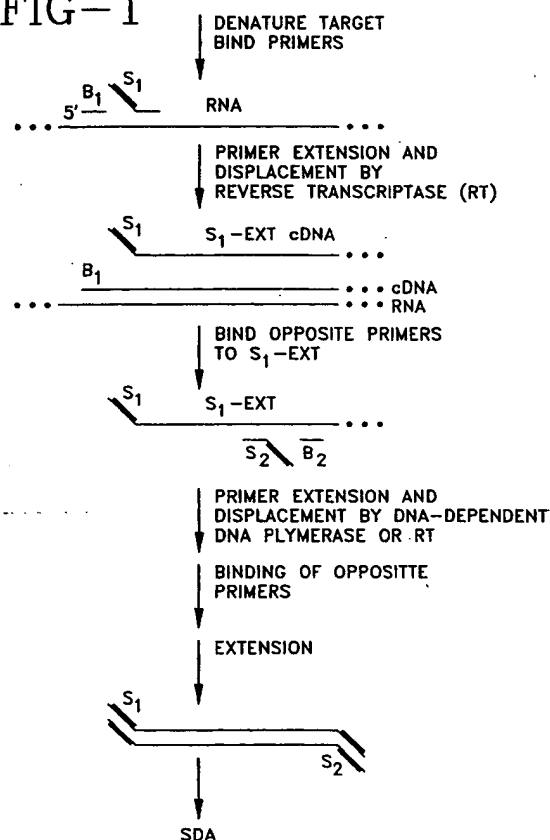 FIG-1
DENATURE TARGET
BIND PRIMERS
5' B1 S1 RNA
PRIMER EXTENSION AND
DISPLACEMENT BY
REVERSE TRANSCRIPTASE (RT)
S1 S1-EXT cDNA
B1
cDNA
RNA
BIND OPPOSITE PRIMERS
TO S1-EXT
S1 S1-EXT
S2 B2
PRIMER EXTENSION AND
DISPLACEMENT BY DNA-DEPENDENT
DNA PLYMERASE OR RT
BINDING OF OPPOSITTE
PRIMERS
EXTENSION
S1
S2
SDA